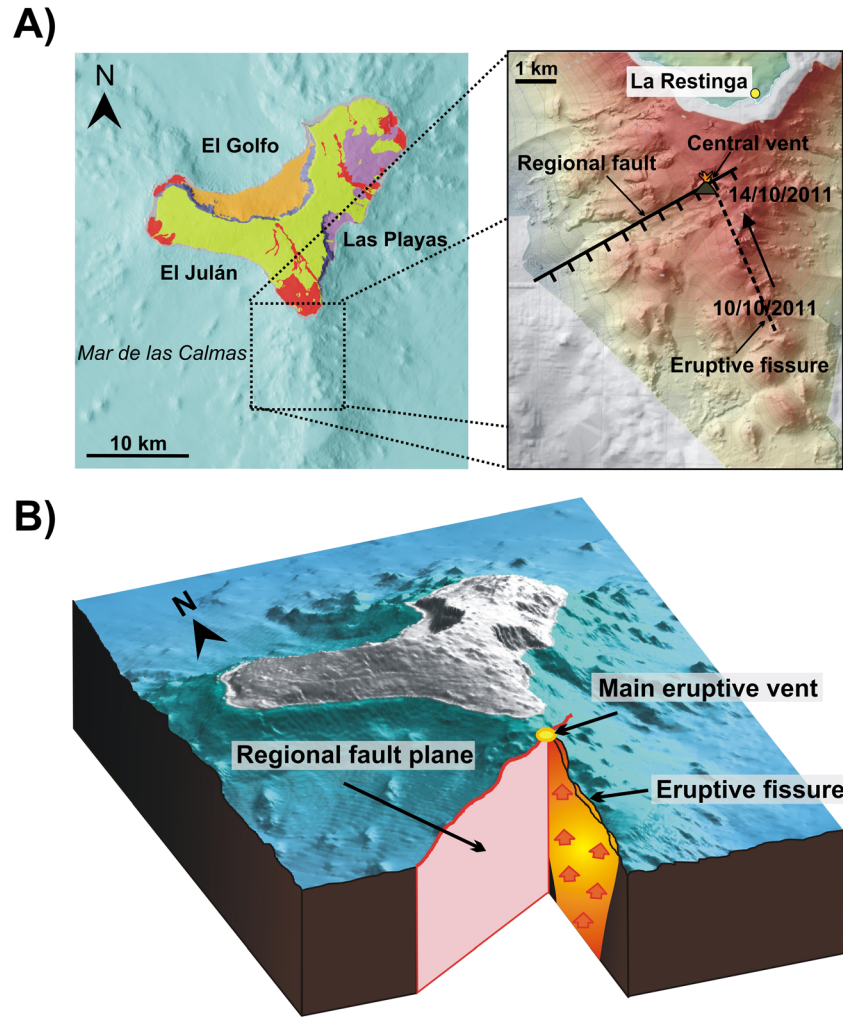 A)
N
El Golfo
Las Playas
El Julán
Mar de las Calmas
10 km
1 km
La Restinga
Central vent
Regional fault
14/10/2011
10/10/2011
Eruptive fissure
B)
N
Main eruptive vent
Regional fault plane
Eruptive fissure